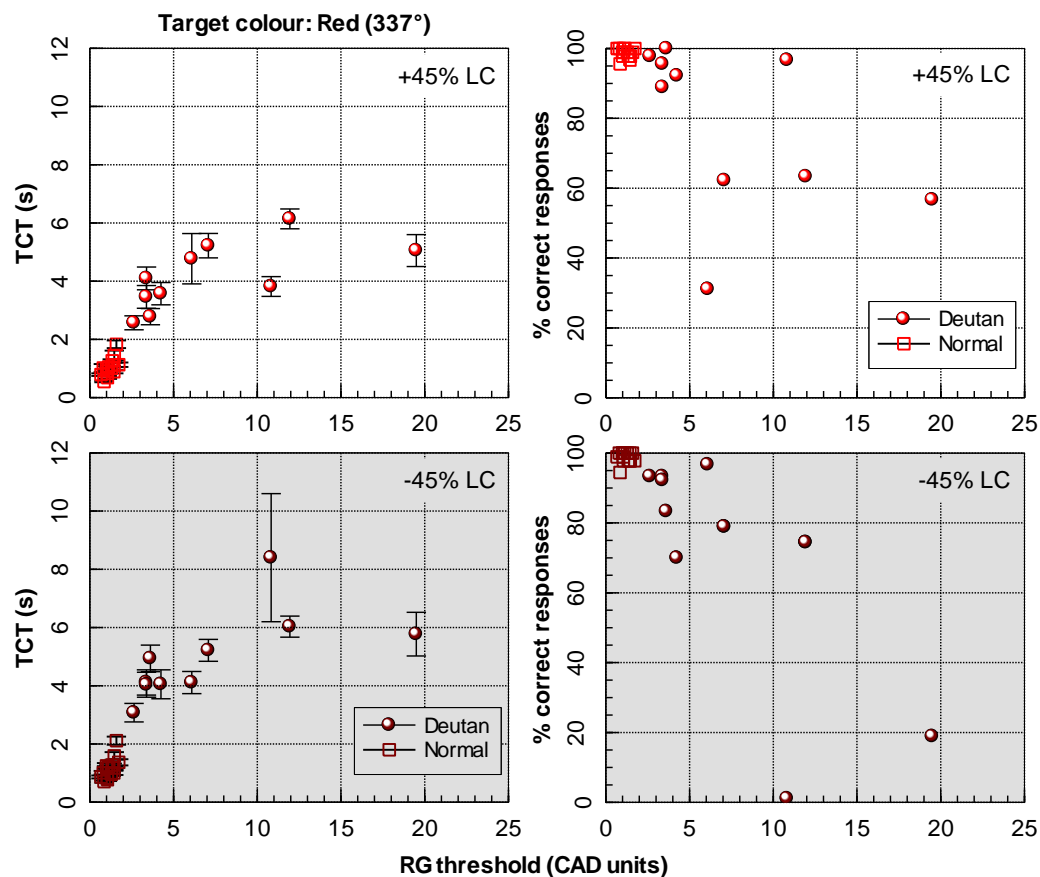 Target colour: Red (337°)
12
10
8
6
4
2
0
TCT (s)
+45% LC
0 5 10 15 20 25
100
80
60
40
20
0
% correct responses
+45% LC
Deutan
Normal
0 5 10 15 20 25
12
10
8
6
4
2
0
TCT (s)
-45% LC
Deutan
Normal
0 5 10 15 20 25
100
80
60
40
20
0
% correct responses
-45% LC
0 5 10 15 20 25
RG threshold (CAD units)